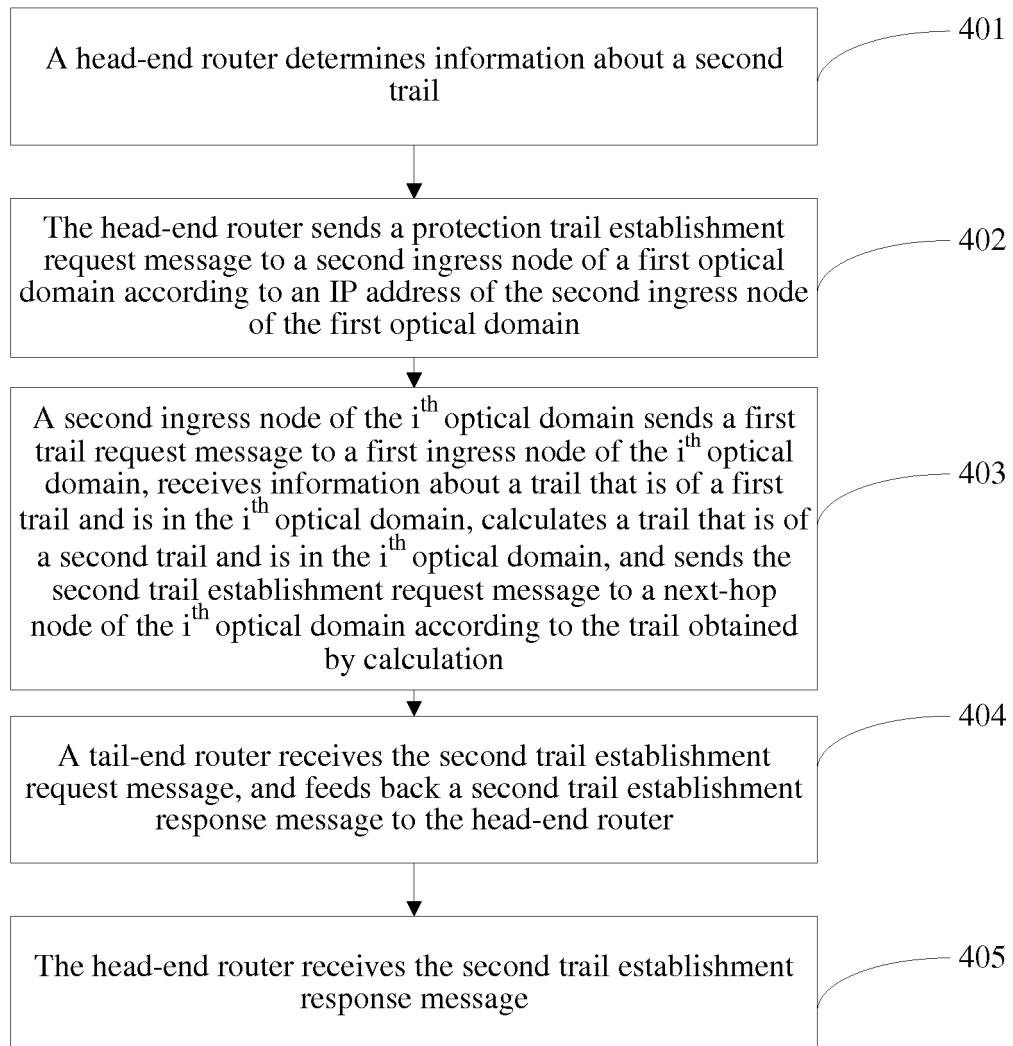 A head-end router determines information about a second
trail
401
The head-end router sends a protection trail establishment
request message to a second ingress node of a first optical
domain according to an IP address of the second ingress node
of the first optical domain
402
A second ingress node of the i^th optical domain sends a first
trail request message to a first ingress node of the i^th optical
domain, receives information about a trail that is of a first
trail and is in the i^th optical domain, calculates a trail that is of
a second trail and is in the i^th optical domain, and sends the
second trail establishment request message to a next-hop
node of the i^th optical domain according to the trail obtained
by calculation
403
A tail-end router receives the second trail establishment
request message, and feeds back a second trail establishment
response message to the head-end router
404
The head-end router receives the second trail establishment
response message
405